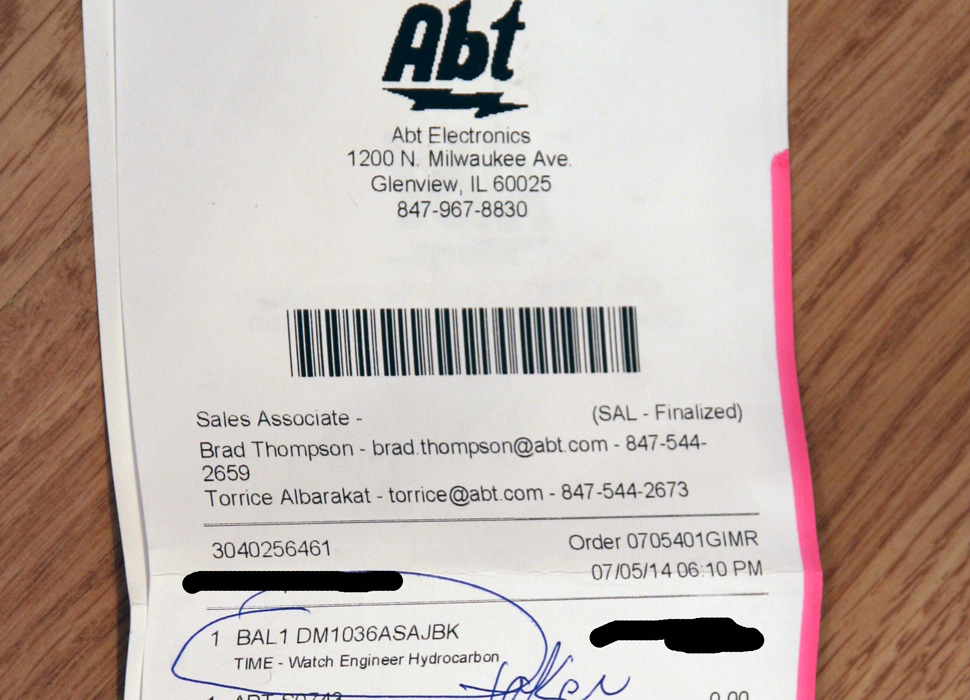 Abt
Abt Electronics
1200 N. Milwaukee Ave.
Glenview, IL 60025
847-967-8830
Sales Associate - (SAL - Finalized)
Brad Thompson - brad.thompson@abt.com - 847-544-
2659
Torrice Albarakat - torrice@abt.com - 847-544-2673
3040256461 Order 0705401GIMR
07/05/14 06:10 PM
1 BAL1 DM1036ASAJBK
TIME - Watch Engineer Hydrocarbon
taken
1 0.00